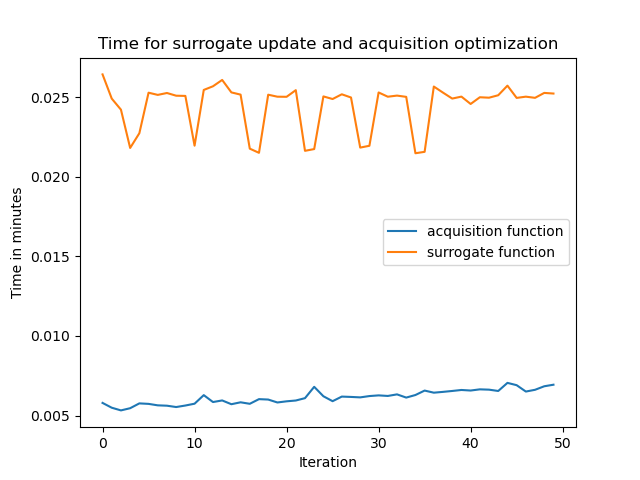 Time for surrogate update and acquisition optimization
Time in minutes
0.025
0.020
0.015
0.010
0.005
acquisition function
surrogate function
0 10 20 30 40 50
Iteration